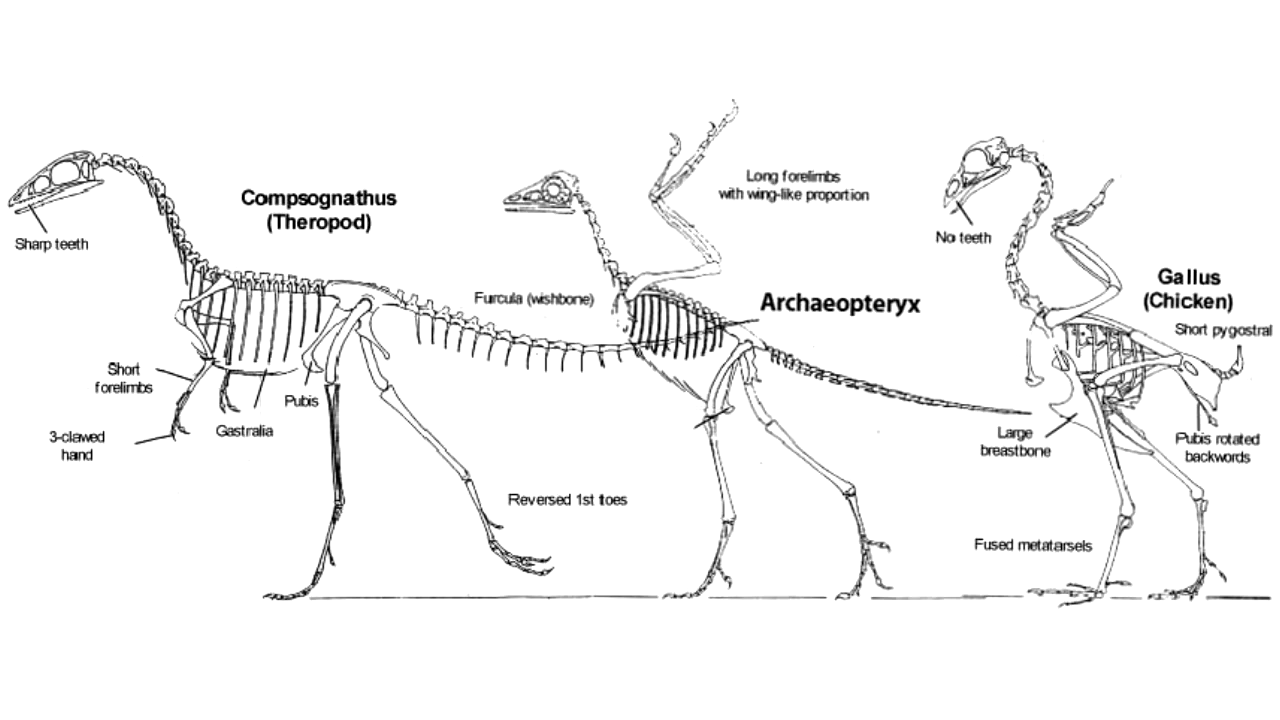 Compsognathus
(Theropod)
Sharp teeth
Short
forelimbs
3-clawed
hand
Gastralia
Pubis
Reversed 1st toes
Furcula (wishbone)
Long forelimbs
with wing-like proportion
Archaeopteryx
No teeth
Gallus
(Chicken)
Short pygostral
Large
breastbone
Pubis rotated
backwords
Fused metatarsels